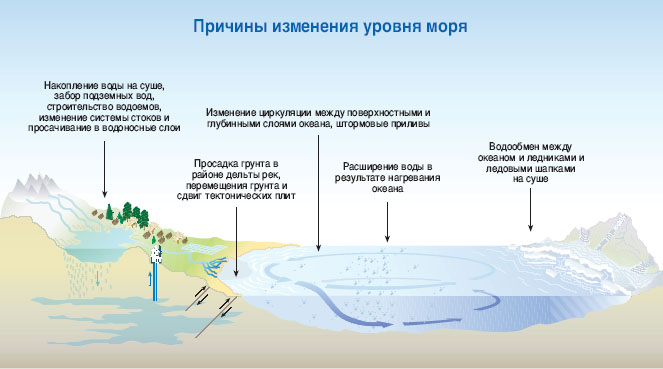 Причины изменения уровня моря
Накопление воды на суше,
забор подземных вод,
строительство водоемов,
изменение системы стоков и
просачивание в водоносные слои
Изменение циркуляции между поверхностными и
глубинными слоями океана, штормовые приливы
Просадка грунта в
районе дельты рек,
перемещения грунта и
сдвиг тектонических плит
Расширение воды в
результате нагревания
океана
Водообмен между
океаном и ледниками и
ледовыми шапками
на суше